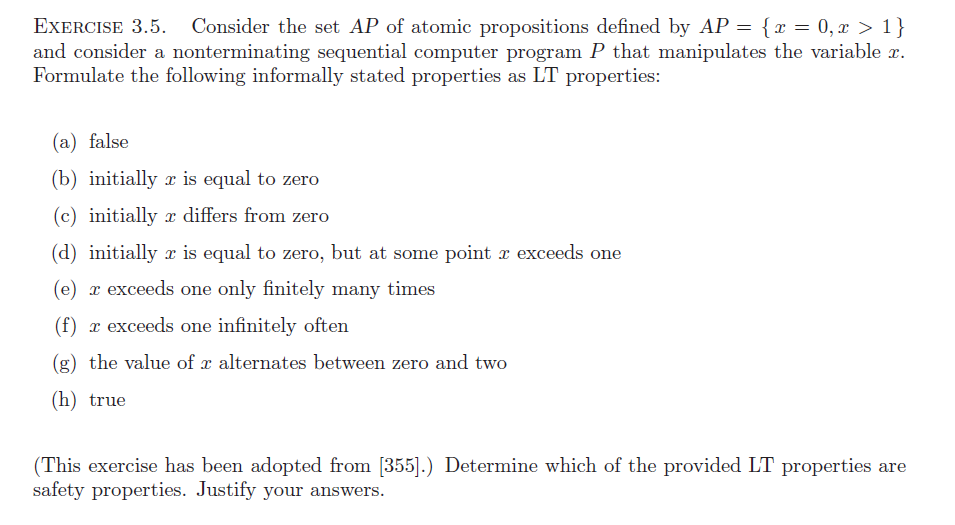 EXERCISE 3.5. Consider the set AP of atomic propositions defined by AP = {x = 0, x > 1}
and consider a nonterminating sequential computer program P that manipulates the variable x.
Formulate the following informally stated properties as LT properties:
(a) false
(b) initially x is equal to zero
(c) initially x differs from zero
(d) initially x is equal to zero, but at some point x exceeds one
(e) x exceeds one only finitely many times
(f) x exceeds one infinitely often
(g) the value of x alternates between zero and two
(h) true
(This exercise has been adopted from [355].) Determine which of the provided LT properties are
safety properties. Justify your answers.